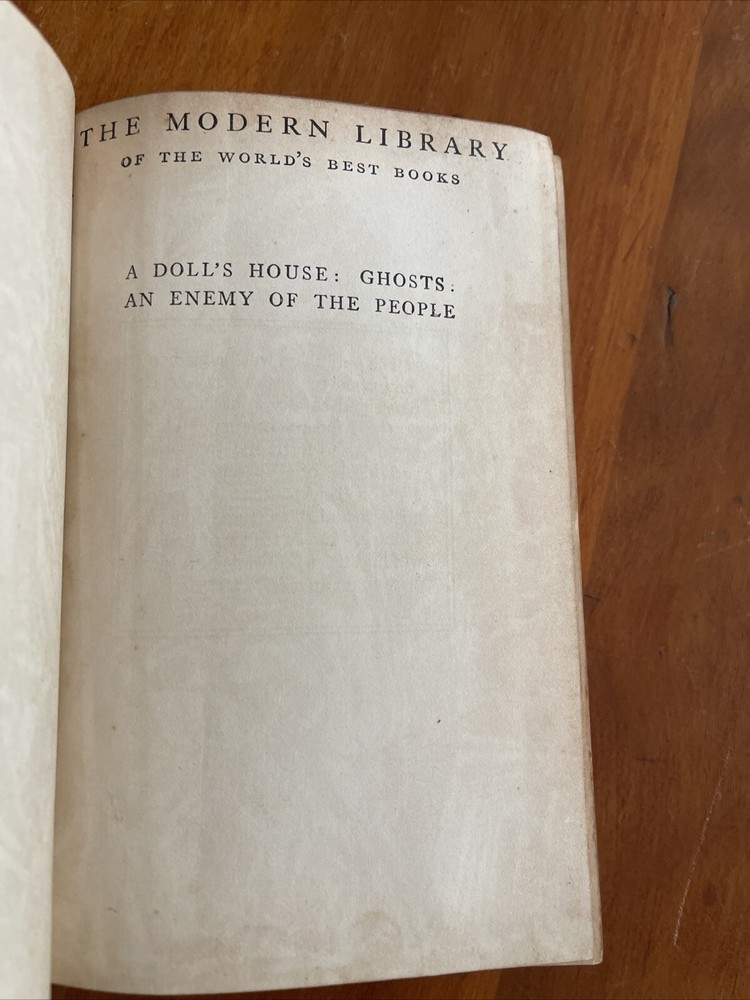 THE MODERN LIBRARY
OF THE WORLD'S BEST BOOKS
A DOLL'S HOUSE: GHOSTS:
AN ENEMY OF THE PEOPLE